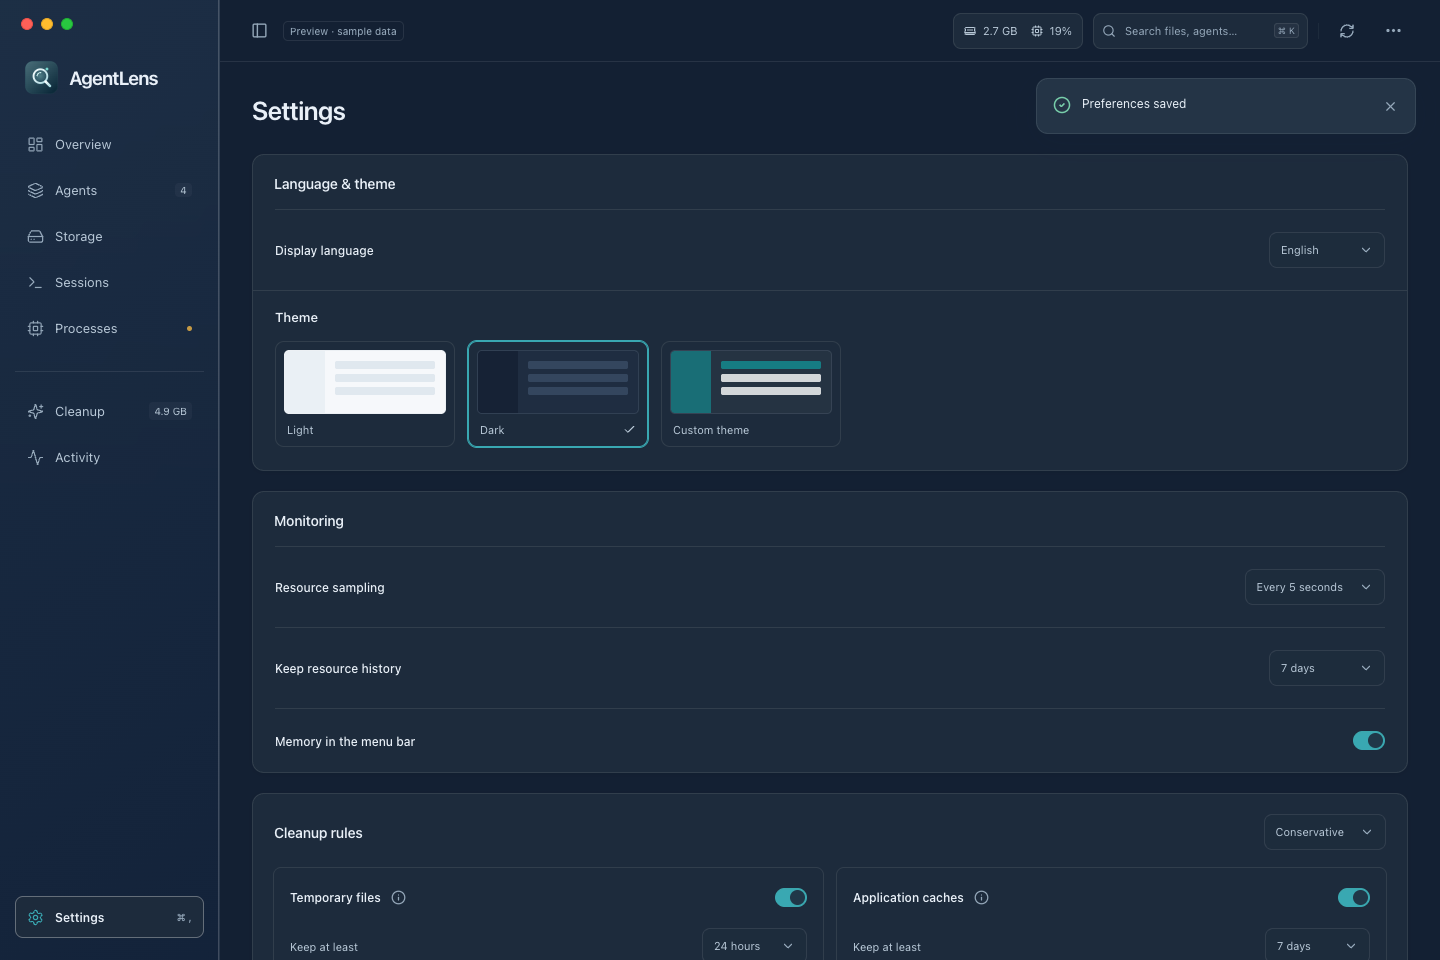 Preview · sample data
2.7 GB
19%
Search files, agents...
⌘ K
AgentLens
Overview
Agents
4
Storage
Sessions
Processes
Cleanup
4.9 GB
Activity
Settings
⌘ ,
Settings
Preferences saved
Language & theme
Display language
English
Theme
Light
Dark
Custom theme
Monitoring
Resource sampling
Every 5 seconds
Keep resource history
7 days
Memory in the menu bar
Cleanup rules
Conservative
Temporary files
Keep at least
24 hours
Application caches
Keep at least
7 days